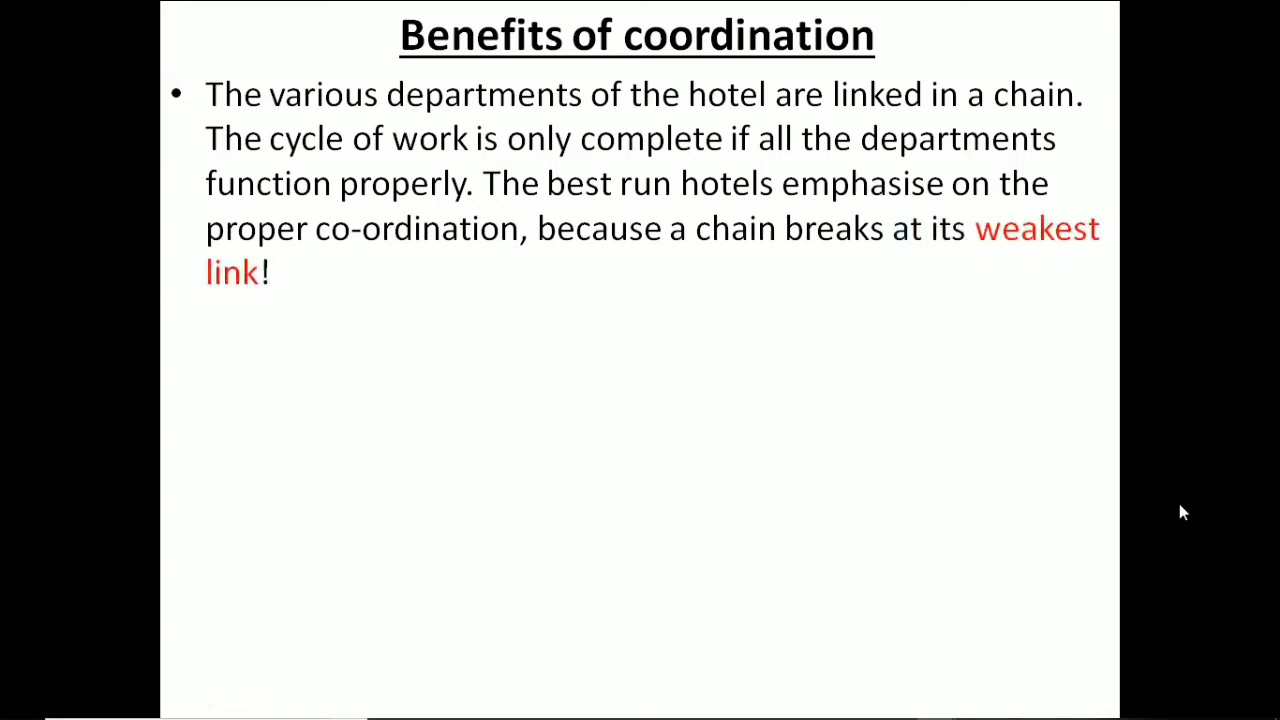 Benefits of coordination
• The various departments of the hotel are linked in a chain.
The cycle of work is only complete if all the departments
function properly. The best run hotels emphasise on the
proper co-ordination, because a chain breaks at its weakest
link!